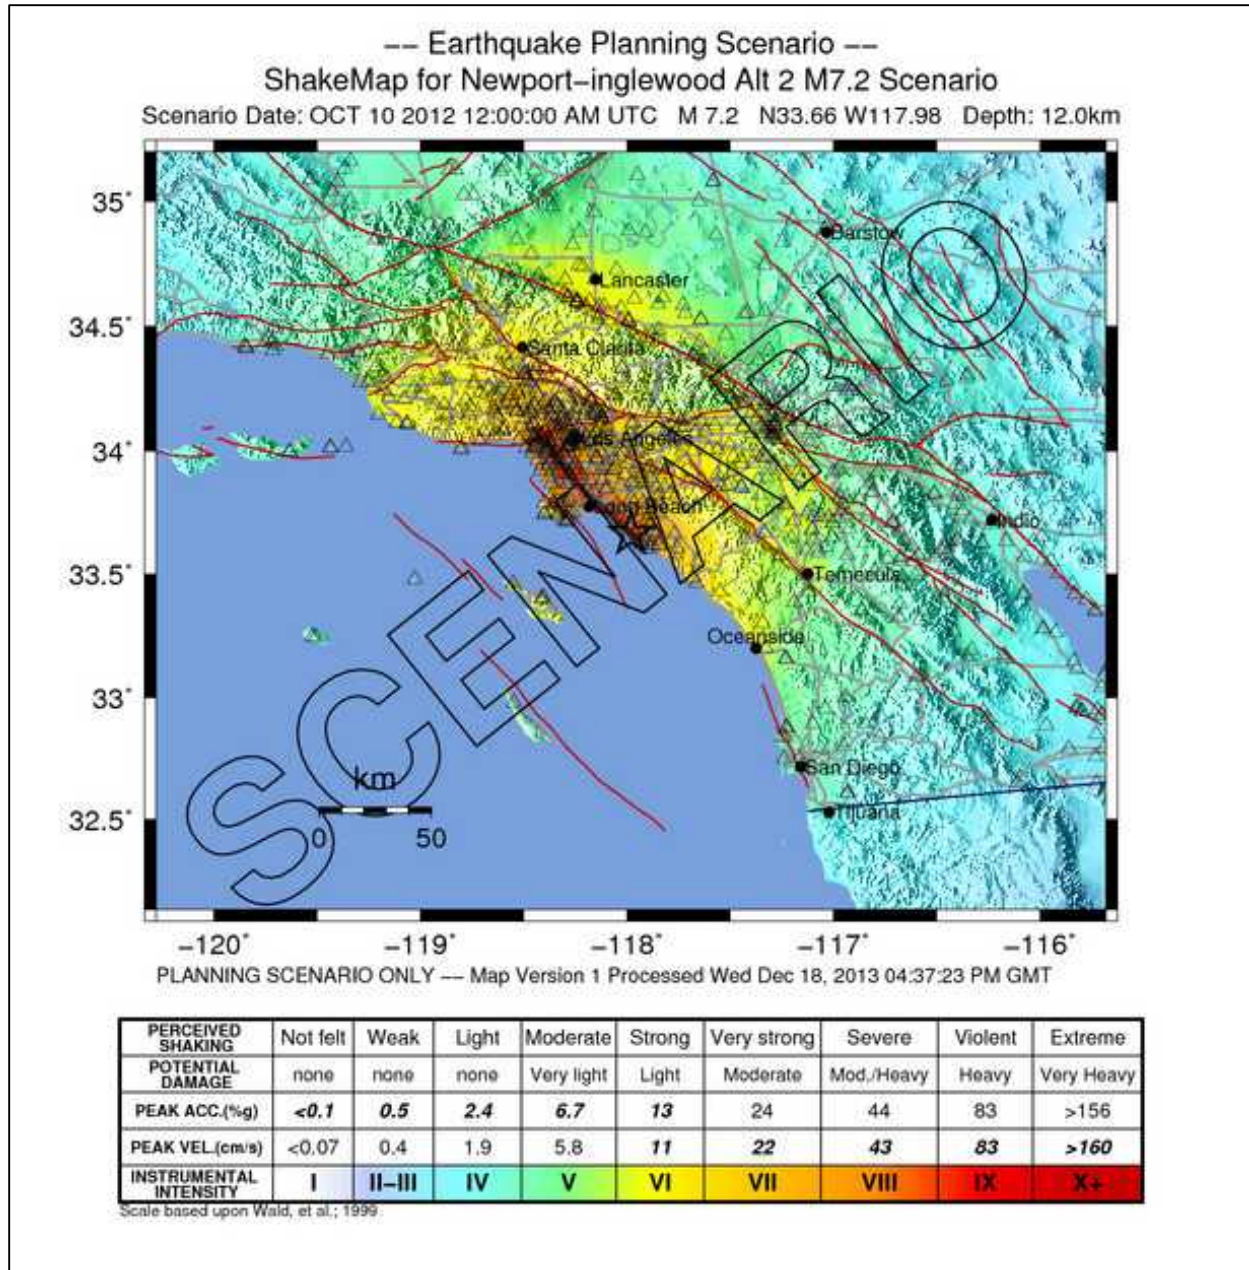 -- Earthquake Planning Scenario --
ShakeMap for Newport-inglewood Alt 2 M7.2 Scenario
Scenario Date: OCT 10 2012 12:00:00 AM UTC M 7.2 N33.66 W117.98 Depth: 12.0km
35˚
34.5˚
34˚
33.5˚
33˚
32.5˚
Barstow
Lancaster
Santa Clarita
Los Angeles
Long Beach
Indio
Temecula
Oceanside
San Diego
Tijuana
SCENARIO
km
0 50
-120˚ -119˚ -118˚ -117˚ -116˚
PLANNING SCENARIO ONLY -- Map Version 1 Processed Wed Dec 18, 2013 04:37:23 PM GMT
PERCEIVED SHAKING Not felt Weak Light Moderate Strong Very strong Severe Violent Extreme
POTENTIAL DAMAGE none none none Very light Light Moderate Mod./Heavy Heavy Very Heavy
PEAK ACC.(%g) <0.1 0.5 2.4 6.7 13 24 44 83 >156
PEAK VEL.(cm/s) <0.07 0.4 1.9 5.8 11 22 43 83 >160
INSTRUMENTAL INTENSITY I II-III IV V VI VII VIII IX X+
Scale based upon Wald, et al.; 1999